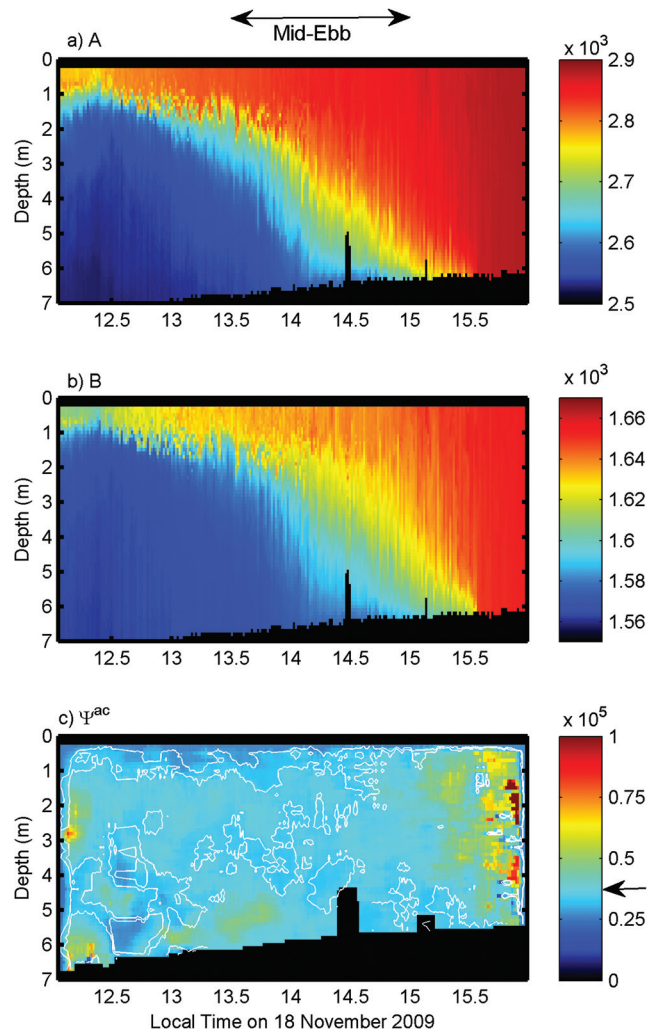 Mid-Ebb
a) A
x 10³
0
1
2
3
4
5
6
7
Depth (m)
12.5 13 13.5 14 14.5 15 15.5
2.9
2.8
2.7
2.6
2.5
b) B
x 10³
0
1
2
3
4
5
6
7
Depth (m)
12.5 13 13.5 14 14.5 15 15.5
1.66
1.64
1.62
1.6
1.58
1.56
c) Ψᵃᶜ
x 10⁵
0
1
2
3
4
5
6
7
Depth (m)
12.5 13 13.5 14 14.5 15 15.5
1
0.75
0.5
0.25
0
Local Time on 18 November 2009